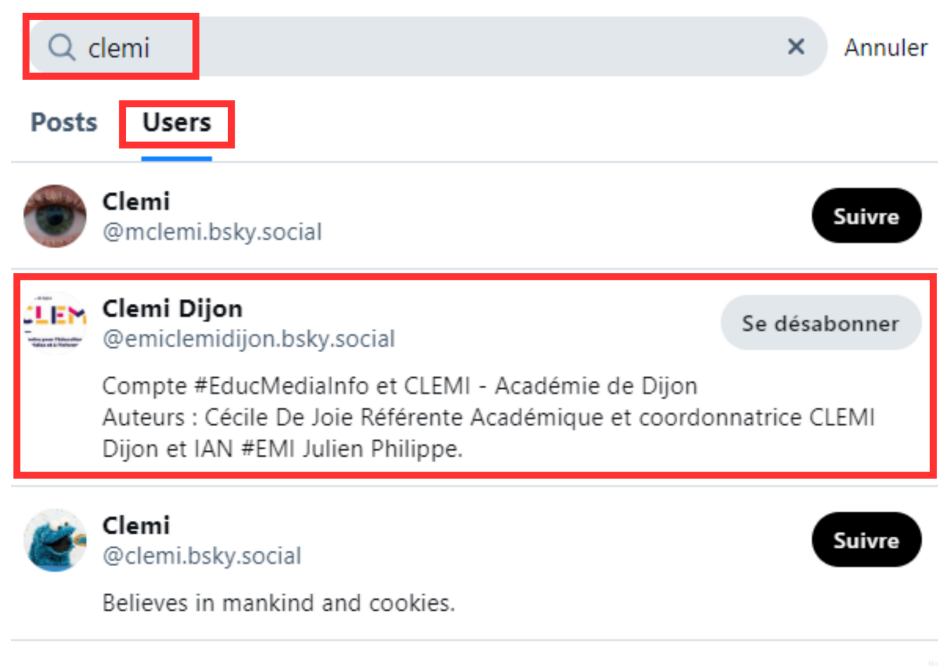 clemi
Annuler
Posts
Users
Clemi
@mclemi.bsky.social
Suivre
CLEM
Clemi Dijon
@emiclemidijon.bsky.social
Se désabonner
Compte #EducMediaInfo et CLEMI - Académie de Dijon
Auteurs : Cécile De Joie Référente Académique et coordonnatrice CLEMI
Dijon et IAN #EMI Julien Philippe.
Clemi
@clemi.bsky.social
Suivre
Believes in mankind and cookies.